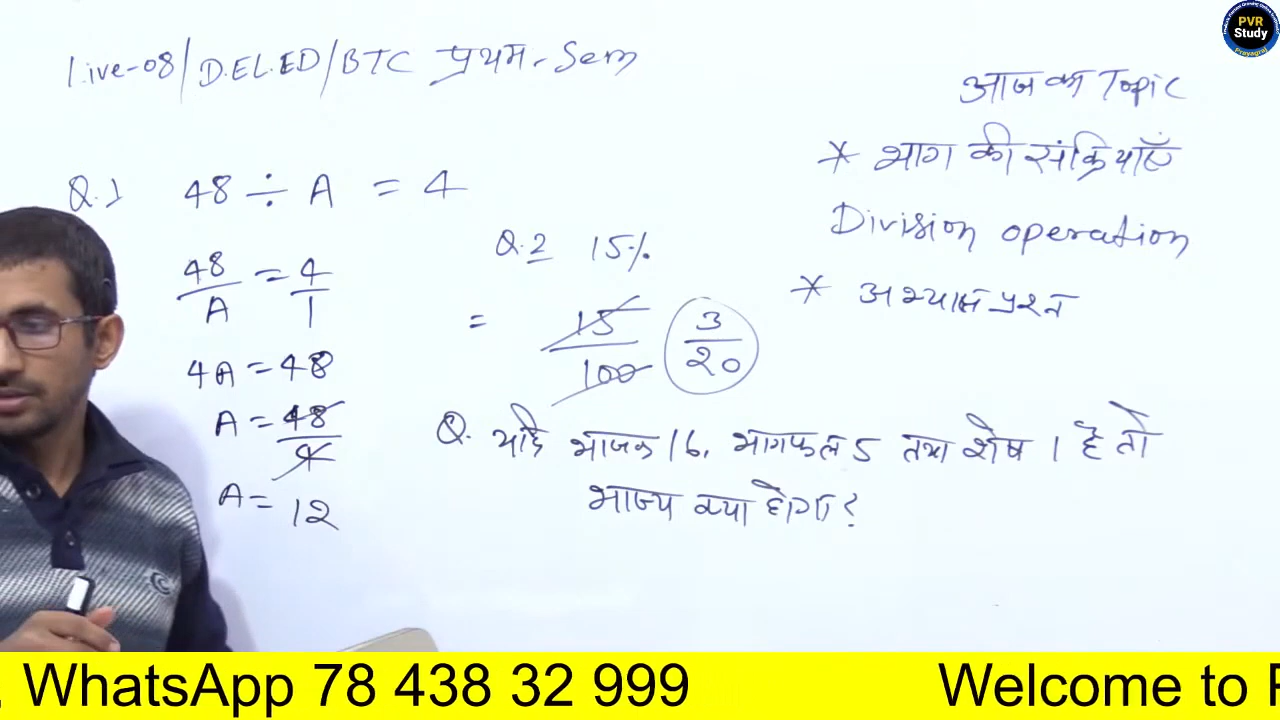 Live-08/D.EL.ED/BTC प्रथम - Sem
PVR
Study
Prayagraj
आज का Topic
* भाग की संक्रियाएँ
Division operation
* अभ्यास प्रश्न
Q.1 48 ÷ A = 4
48/A = 4/1
4A = 48
A = 48/4
A = 12
Q.2 15%
= 15/100 3/20
Q. यदि भाजक 16, भागफल 5 तथा शेष 1 है तो
भाज्य क्या होगा?
WhatsApp 78 438 32 999 Welcome to P